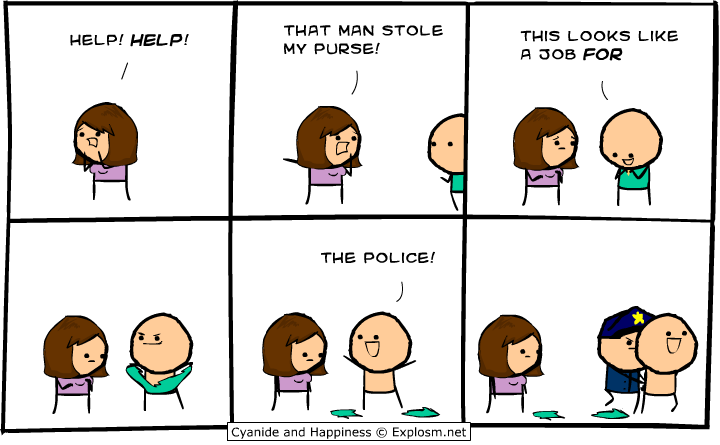 HELP! HELP!
THAT MAN STOLE
MY PURSE!
THIS LOOKS LIKE
A JOB FOR
THE POLICE!
Cyanide and Happiness © Explosm.net